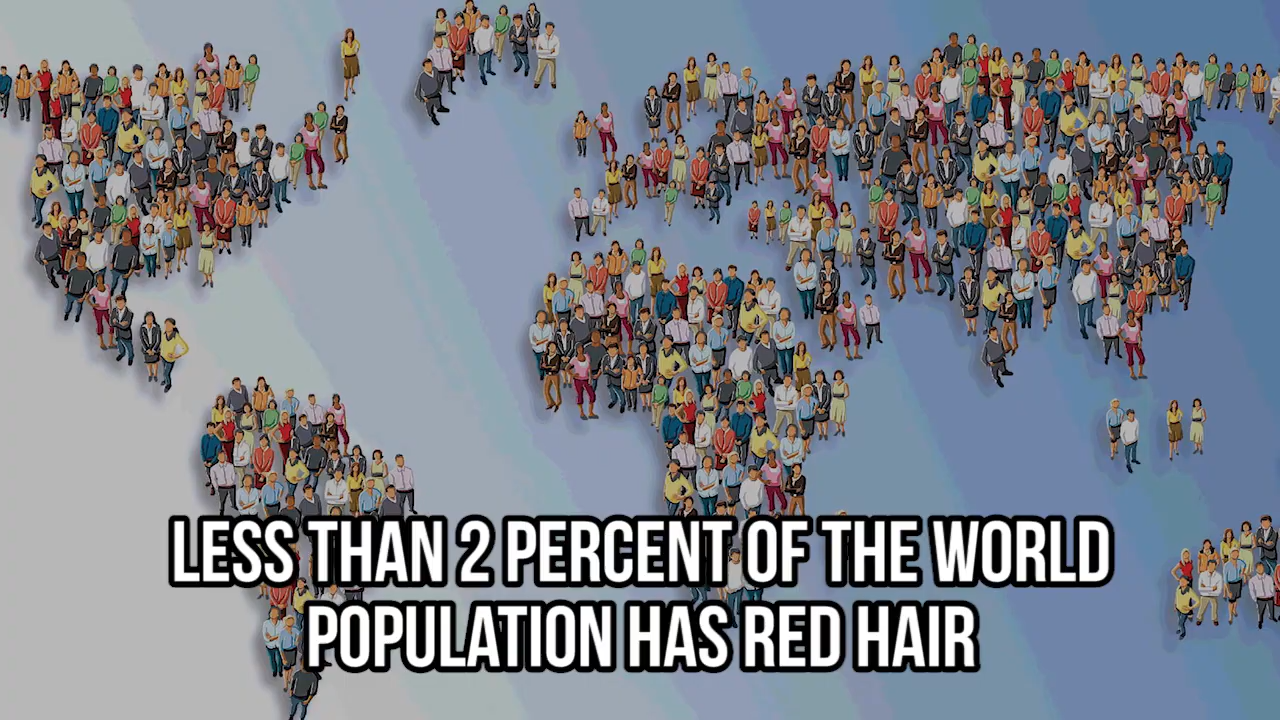 LESS THAN 2 PERCENT OF THE WORLD
POPULATION HAS RED HAIR